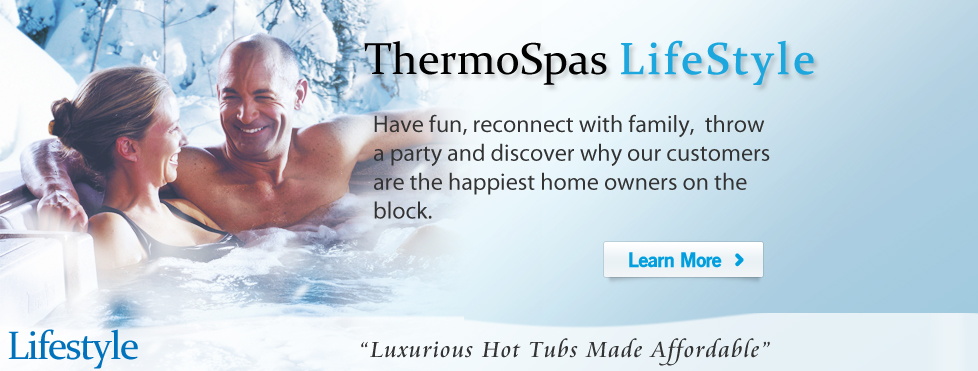 ThermoSpas LifeStyle
Have fun, reconnect with family,  throw
a party and discover why our customers
are the happiest home owners on the
block.
Learn More
Lifestyle
“Luxurious Hot Tubs Made Affordable”